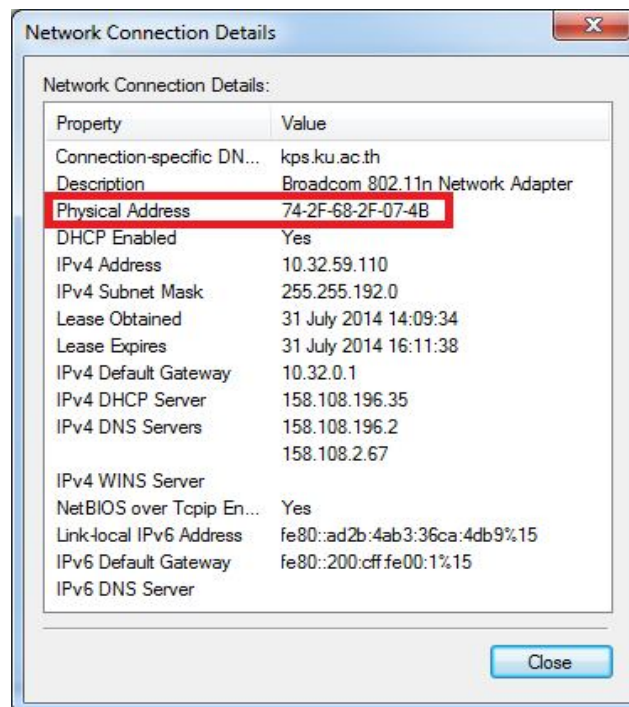 Network Connection Details
Network Connection Details:
Property Value
Connection-specific DN... kps.ku.ac.th
Description Broadcom 802.11n Network Adapter
Physical Address 74-2F-68-2F-07-4B
DHCP Enabled Yes
IPv4 Address 10.32.59.110
IPv4 Subnet Mask 255.255.192.0
Lease Obtained 31 July 2014 14:09:34
Lease Expires 31 July 2014 16:11:38
IPv4 Default Gateway 10.32.0.1
IPv4 DHCP Server 158.108.196.35
IPv4 DNS Servers 158.108.196.2
158.108.2.67
IPv4 WINS Server
NetBIOS over Tcpip En... Yes
Link-local IPv6 Address fe80::ad2b:4ab3:36ca:4db9%15
IPv6 Default Gateway fe80::200:cff:fe00:1%15
IPv6 DNS Server
Close